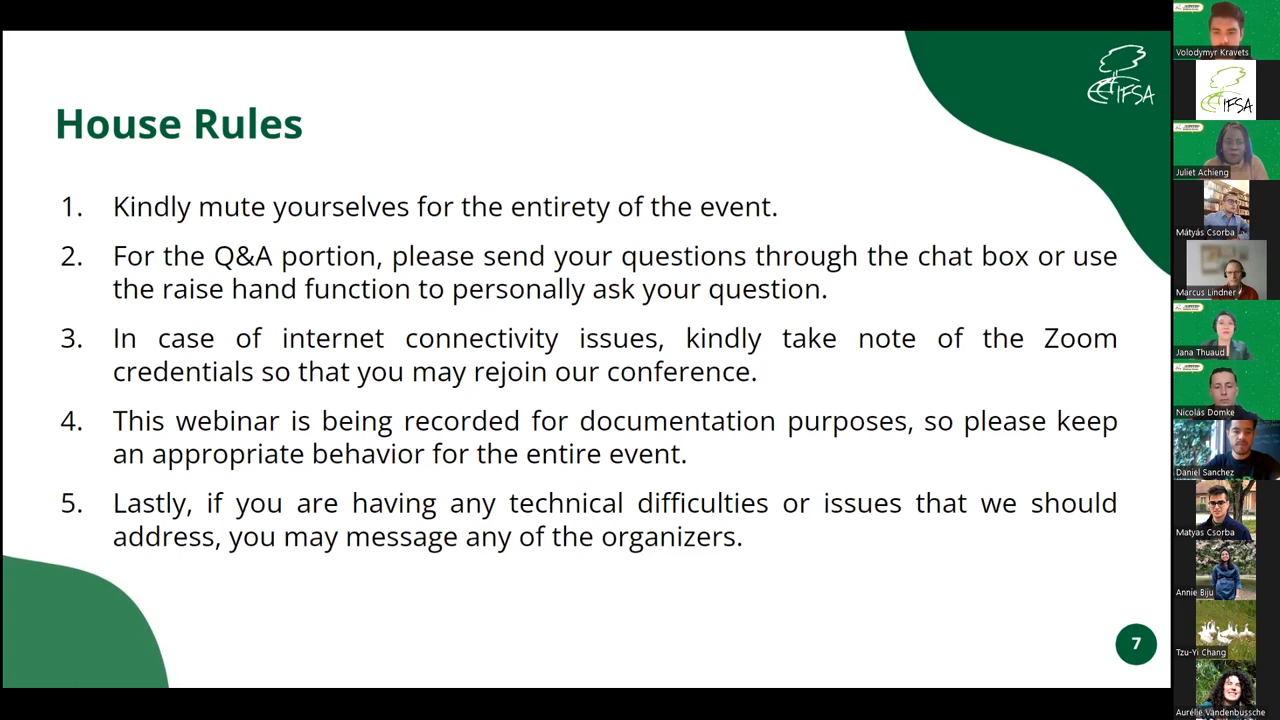 IFSA
House Rules
1. Kindly mute yourselves for the entirety of the event.
2. For the Q&A portion, please send your questions through the chat box or use
the raise hand function to personally ask your question.
3. In case of internet connectivity issues, kindly take note of the Zoom
credentials so that you may rejoin our conference.
4. This webinar is being recorded for documentation purposes, so please keep
an appropriate behavior for the entire event.
5. Lastly, if you are having any technical difficulties or issues that we should
address, you may message any of the organizers.
7
Volodymyr Kravets
IFSA
Juliet Achieng
Mátyás Csorba
Marcus Lindner
Jana Thuaud
Nicolás Domke
Daniel Sanchez
Matyas Csorba
Annie Biju
Tzu-Yi Chang
Aurélie Vandenbussche